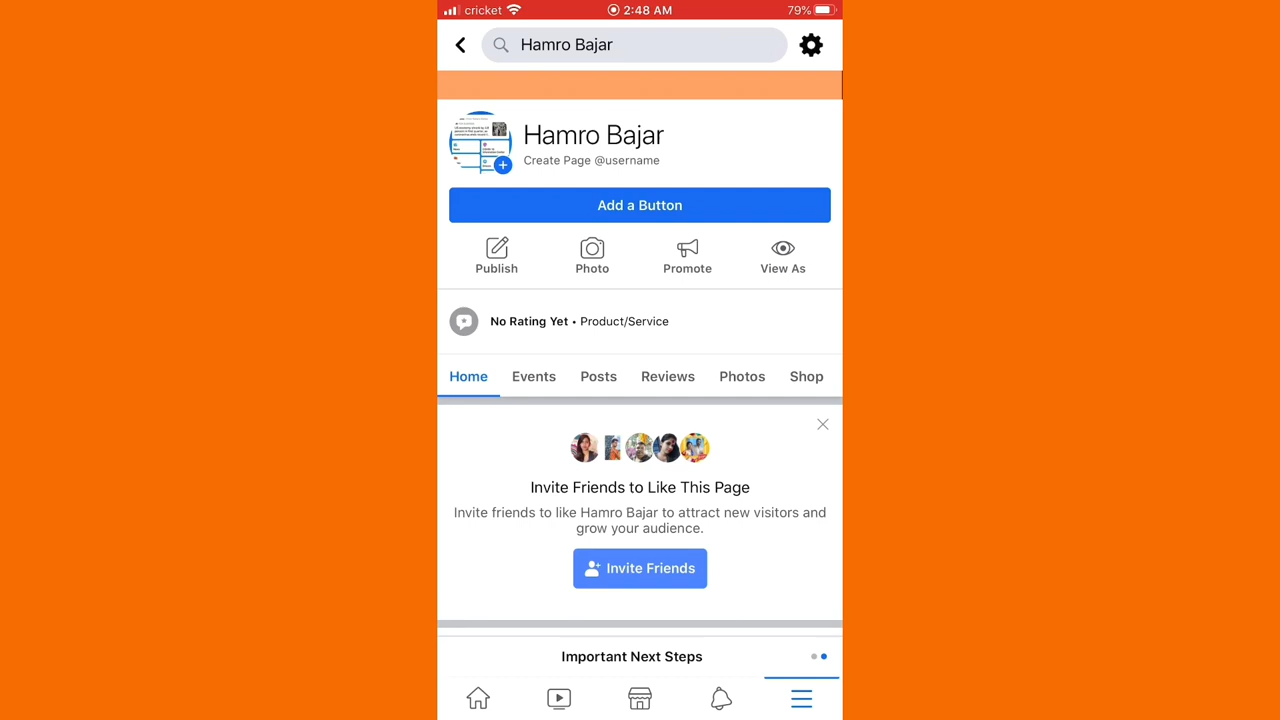 cricket 2:48 AM 79%
Hamro Bajar
Hamro Bajar
Create Page @username
Add a Button
Publish Photo Promote View As
No Rating Yet • Product/Service
Home Events Posts Reviews Photos Shop
Invite Friends to Like This Page
Invite friends to like Hamro Bajar to attract new visitors and
grow your audience.
Invite Friends
Important Next Steps